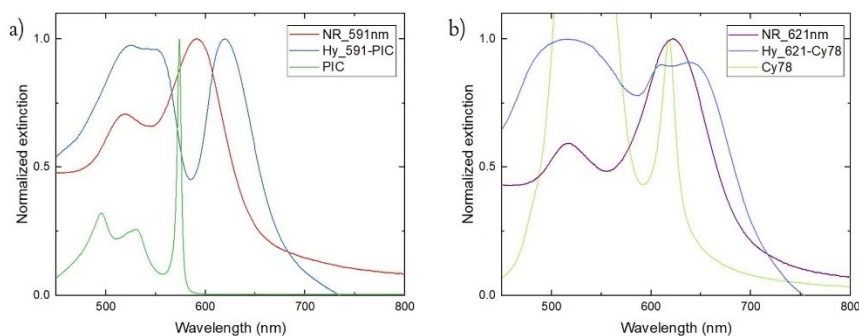 a)
Normalized extinction
1.0
0.5
0.0
500
600
700
800
Wavelength (nm)
NR_591nm
Hy_591-PIC
PIC
b)
Normalized extinction
1.0
0.5
0.0
500
600
700
800
Wavelength (nm)
NR_621nm
Hy_621-Cy78
Cy78